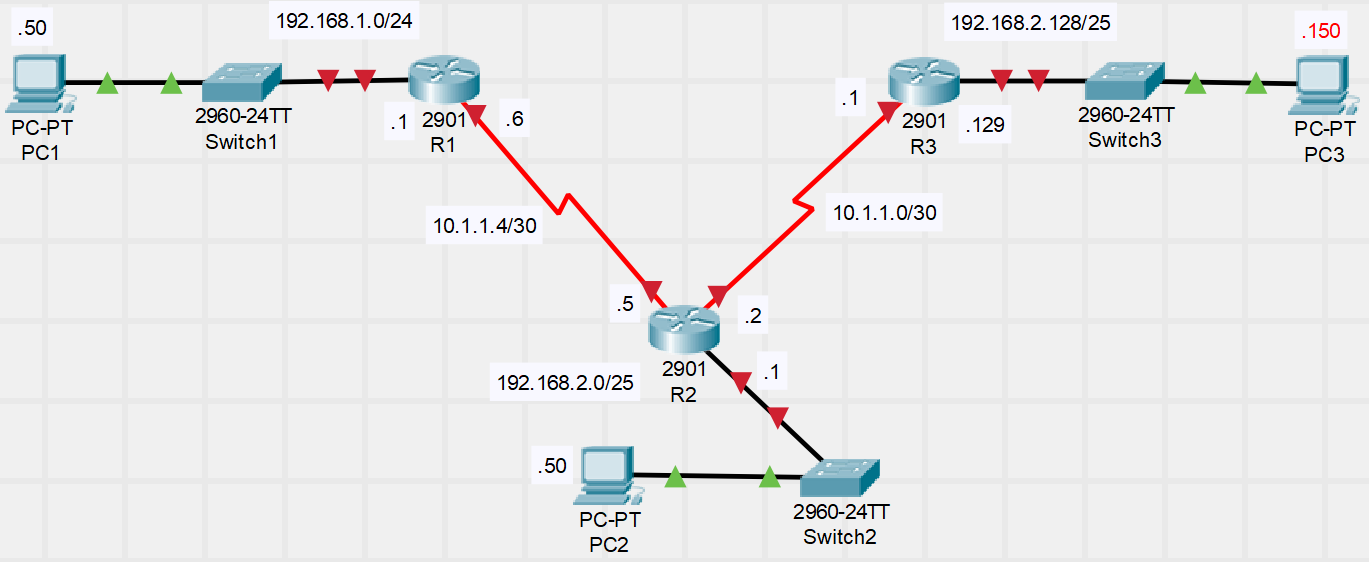 .50
192.168.1.0/24
192.168.2.128/25
.150
PC-PT
PC1
2960-24TT
Switch1
.1
2901
R1
.6
.1
2901
R3
.129
2960-24TT
Switch3
PC-PT
PC3
10.1.1.4/30
10.1.1.0/30
.5
.2
2901
R2
.1
192.168.2.0/25
.50
PC-PT
PC2
2960-24TT
Switch2